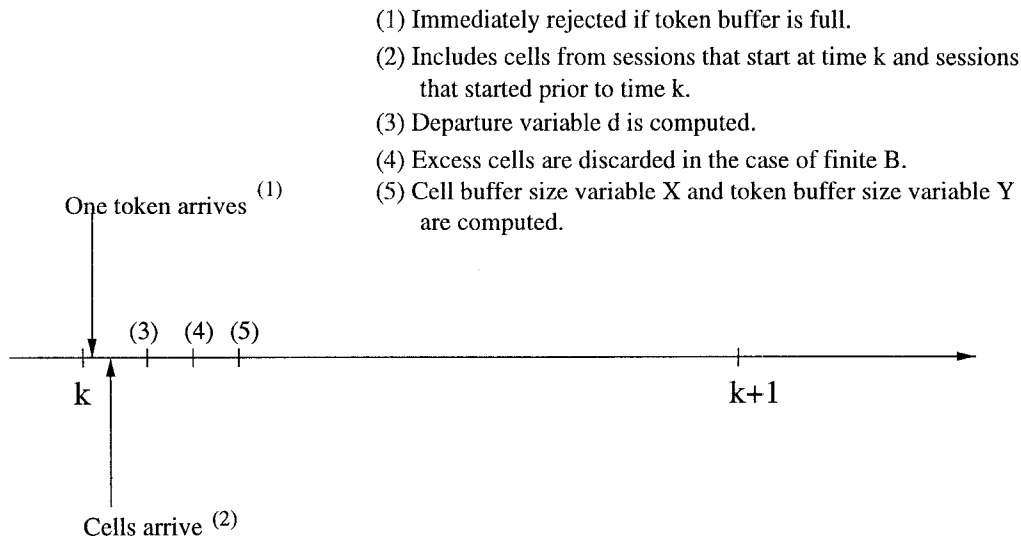 (1) Immediately rejected if token buffer is full.
(2) Includes cells from sessions that start at time k and sessions
that started prior to time k.
(3) Departure variable d is computed.
(4) Excess cells are discarded in the case of finite B.
(5) Cell buffer size variable X and token buffer size variable Y
are computed.
One token arrives (1)
(3) (4) (5)
k k+1
Cells arrive (2)